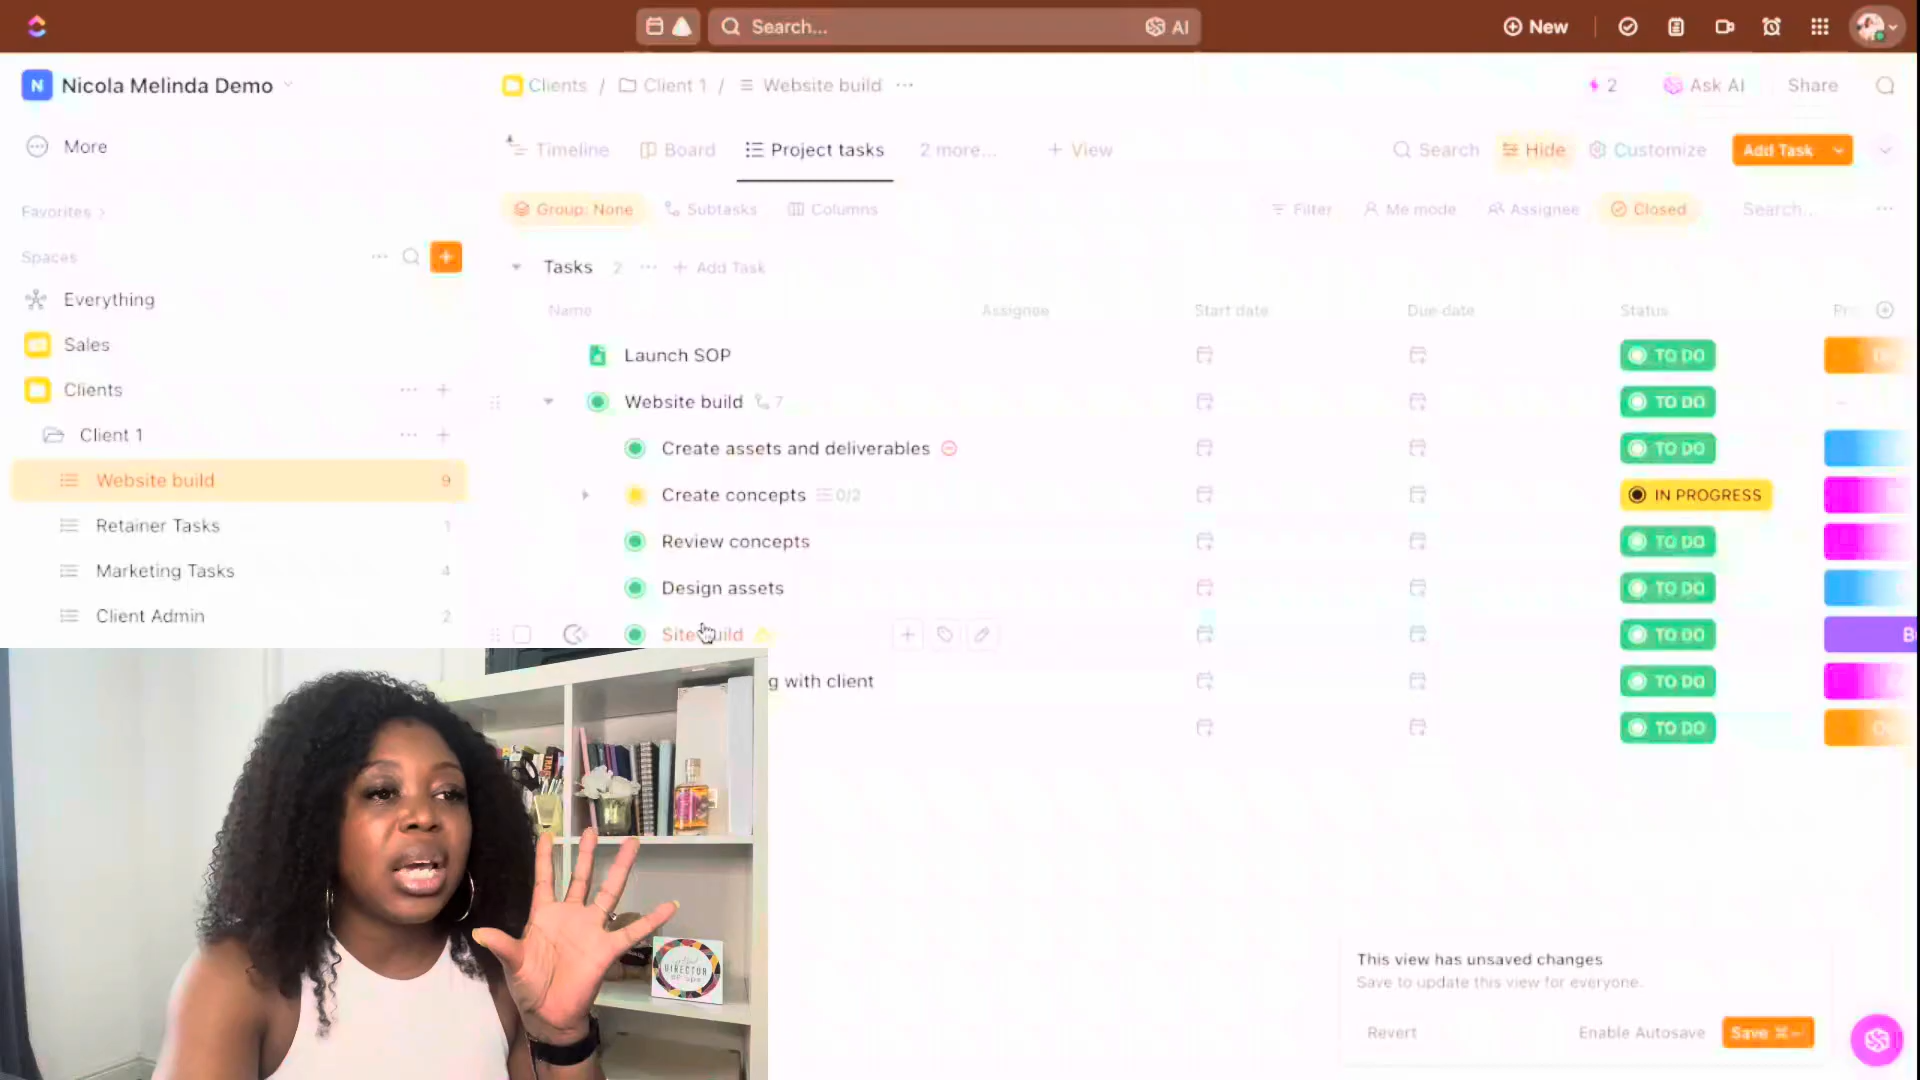 Search...
AI
New
N
Nicola Melinda Demo
Clients / Client 1 / Website build
2
Ask AI
Share
More
Timeline
Board
Project tasks
2 more...
+ View
Search
Hide
Customize
Add Task
Favorites
Group: None
Subtasks
Columns
Filter
Me mode
Assignee
Closed
Search...
Spaces
Everything
Sales
Clients
Client 1
Website build 9
Retainer Tasks 1
Marketing Tasks 4
Client Admin 2
Tasks 2
+ Add Task
Name
Assignee
Start date
Due date
Status
Launch SOP
TO DO
Website build 7
TO DO
Create assets and deliverables
TO DO
Create concepts 0/2
IN PROGRESS
Review concepts
TO DO
Design assets
TO DO
TO DO
g with client
TO DO
TO DO
DIRECTOR
This view has unsaved changes
Save to update this view for everyone.
Revert
Enable Autosave
Save